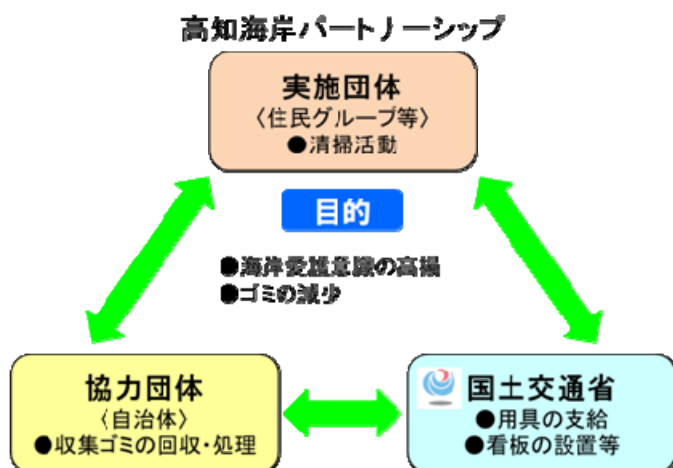 高知海岸パートナーシップ
実施団体
〈住民グループ等〉
●清掃活動
目的
●海岸愛護意識の高揚
●ゴミの減少
協力団体
〈自治体〉
●収集ゴミの回収・処理
国土交通省
●用具の支給
●看板の設置等